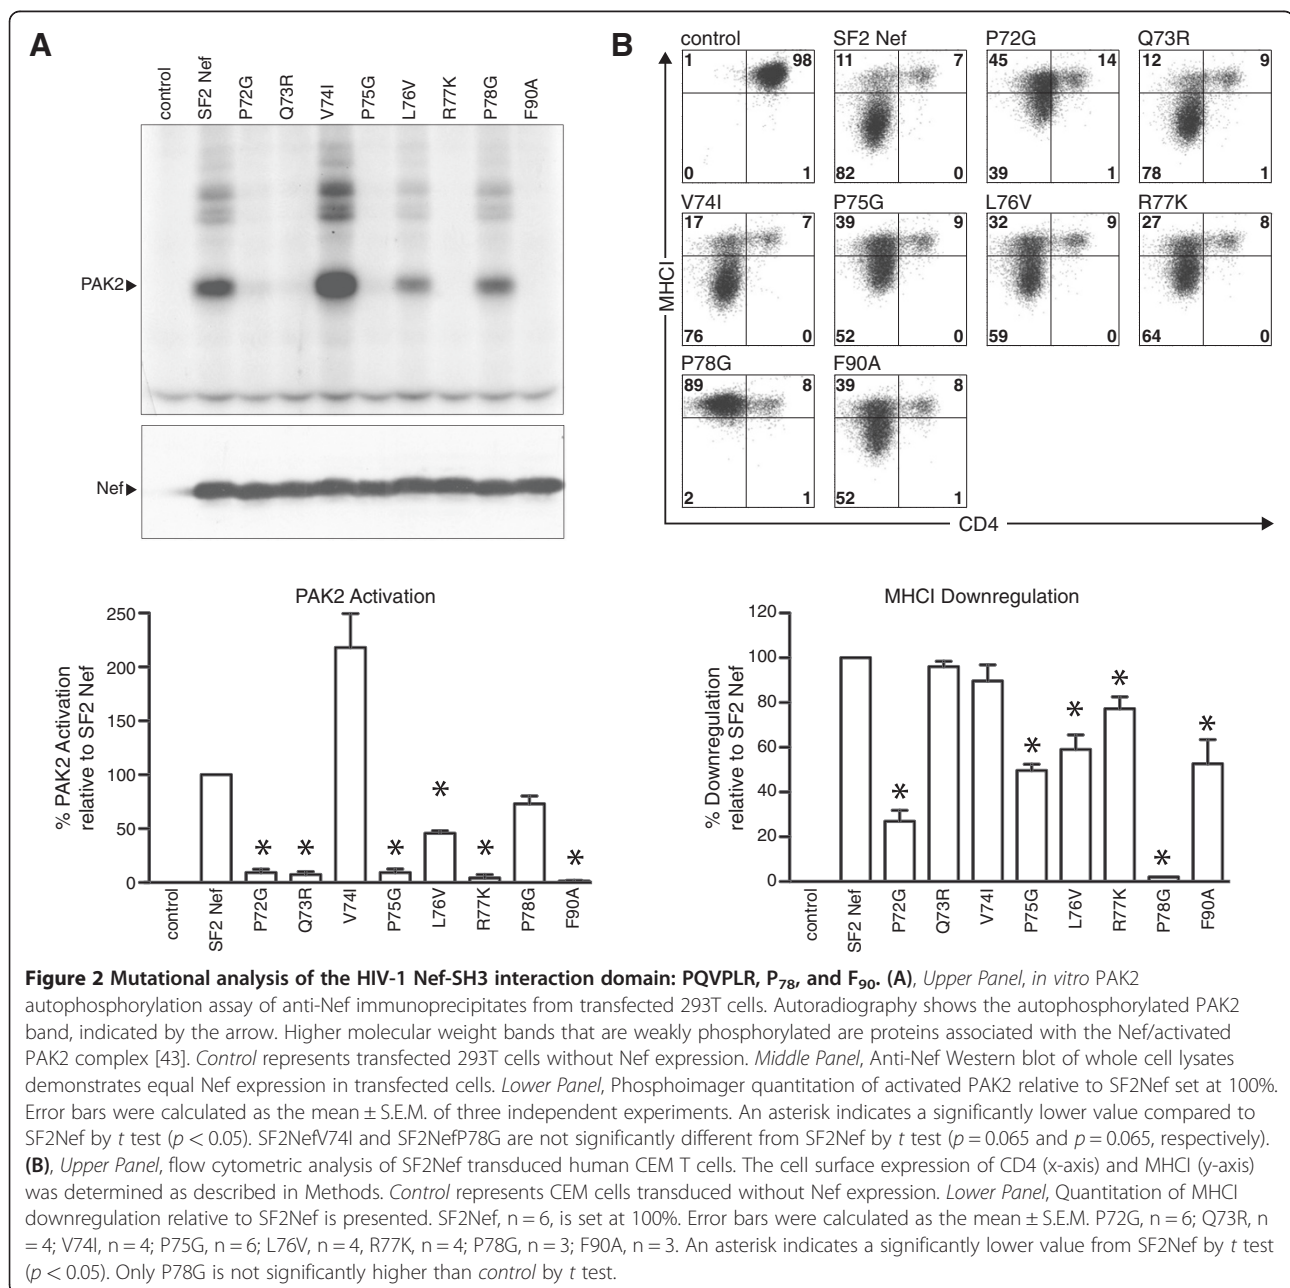 A
control
SF2 Nef
P72G
Q73R
V74I
P75G
L76V
R77K
P78G
F90A
PAK2
Nef
B
control
1 98
0 1
SF2 Nef
11 7
82 0
P72G
45 14
39 1
Q73R
12 9
78 1
V74I
17 7
76 0
P75G
39 9
52 0
L76V
32 9
59 0
R77K
27 8
64 0
P78G
89 8
2 1
F90A
39 8
52 1
MHCI
CD4
PAK2 Activation
% PAK2 Activation
relative to SF2 Nef
250
200
150
100
50
0
* * * * * *
control
SF2 Nef
P72G
Q73R
V74I
P75G
L76V
R77K
P78G
F90A
MHCI Downregulation
% Downregulation
relative to SF2 Nef
120
100
80
60
40
20
0
* * * * * *
control
SF2 Nef
P72G
Q73R
V74I
P75G
L76V
R77K
P78G
F90A
Figure 2 Mutational analysis of the HIV-1 Nef-SH3 interaction domain: PQVPLR, P₇₈, and F₉₀. (A), Upper Panel, in vitro PAK2
autophosphorylation assay of anti-Nef immunoprecipitates from transfected 293T cells. Autoradiography shows the autophosphorylated PAK2
band, indicated by the arrow. Higher molecular weight bands that are weakly phosphorylated are proteins associated with the Nef/activated
PAK2 complex [43]. Control represents transfected 293T cells without Nef expression. Middle Panel, Anti-Nef Western blot of whole cell lysates
demonstrates equal Nef expression in transfected cells. Lower Panel, Phosphoimager quantitation of activated PAK2 relative to SF2Nef set at 100%.
Error bars were calculated as the mean ± S.E.M. of three independent experiments. An asterisk indicates a significantly lower value compared to
SF2Nef by t test (p < 0.05). SF2NefV74I and SF2NefP78G are not significantly different from SF2Nef by t test (p = 0.065 and p = 0.065, respectively).
(B), Upper Panel, flow cytometric analysis of SF2Nef transduced human CEM T cells. The cell surface expression of CD4 (x-axis) and MHCI (y-axis)
was determined as described in Methods. Control represents CEM cells transduced without Nef expression. Lower Panel, Quantitation of MHCI
downregulation relative to SF2Nef is presented. SF2Nef, n = 6, is set at 100%. Error bars were calculated as the mean ± S.E.M. P72G, n = 6; Q73R, n
= 4; V74I, n = 4; P75G, n = 6; L76V, n = 4, R77K, n = 4; P78G, n = 3; F90A, n = 3. An asterisk indicates a significantly lower value from SF2Nef by t test
(p < 0.05). Only P78G is not significantly higher than control by t test.